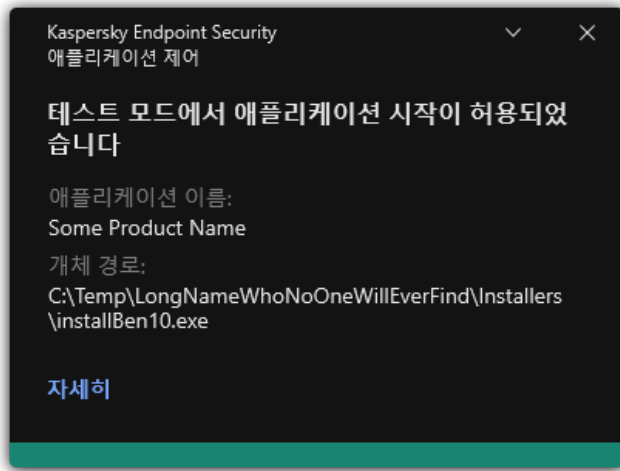 Kaspersky Endpoint Security
애플리케이션 제어
테스트 모드에서 애플리케이션 시작이 허용되었
습니다
애플리케이션 이름:
Some Product Name
개체 경로:
C:\Temp\LongNameWhoNoOneWillEverFind\Installers
\installBen10.exe
자세히